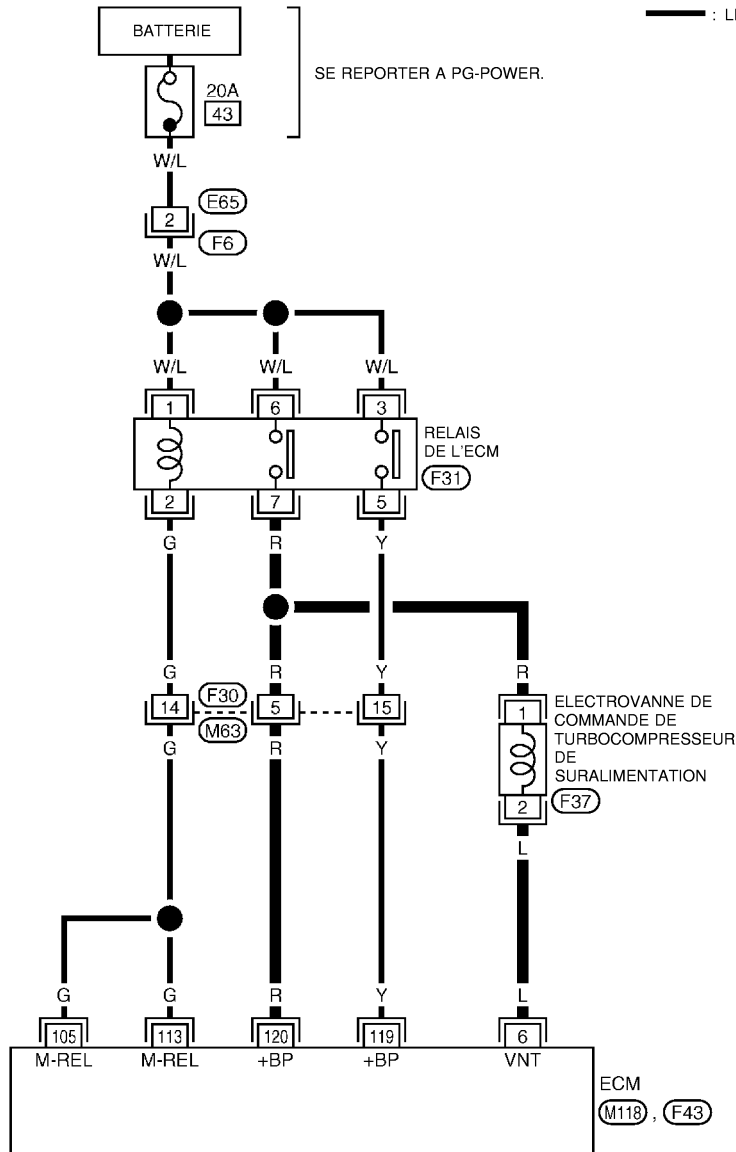 BATTERIE
: LI
SE REPORTER A PG-POWER.
20A
43
W/L
2
E65
F6
W/L
W/L W/L W/L
1 6 3
RELAIS
DE L'ECM
F31
2 7 5
G R Y
G R Y R
14 F30 5 15
M63
G R Y
1
ELECTROVANNE DE
COMMANDE DE
TURBOCOMPRESSEUR
DE
SURALIMENTATION
2
F37
L
G G R Y L
105 113 120 119 6
M-REL M-REL +BP +BP VNT
ECM
M118 , F43